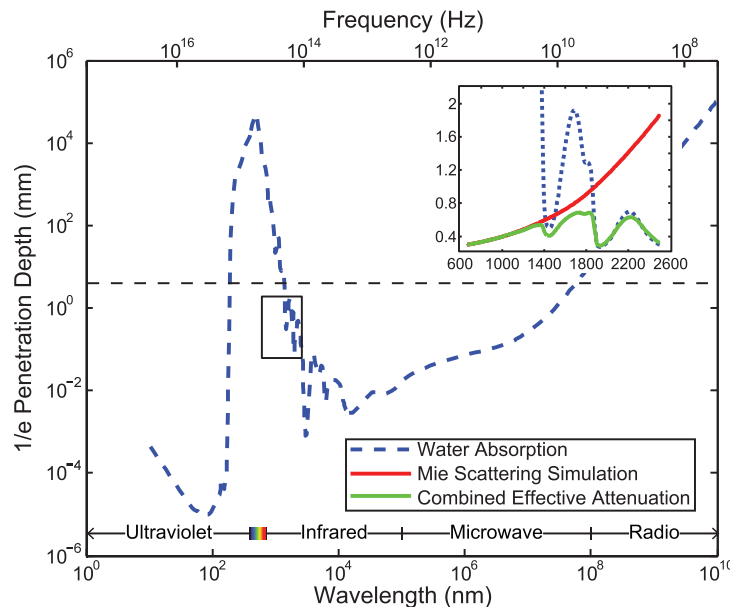 Frequency (Hz)
10^16 10^14 10^12 10^10 10^8
10^6
10^4
10^2
10^0
10^−2
10^−4
10^−6
1/e Penetration Depth (mm)
2
1.6
1.2
0.8
0.4
600 1000 1400 1800 2200 2600
Water Absorption
Mie Scattering Simulation
Combined Effective Attenuation
Ultraviolet Infrared Microwave Radio
10^0 10^2 10^4 10^6 10^8 10^10
Wavelength (nm)